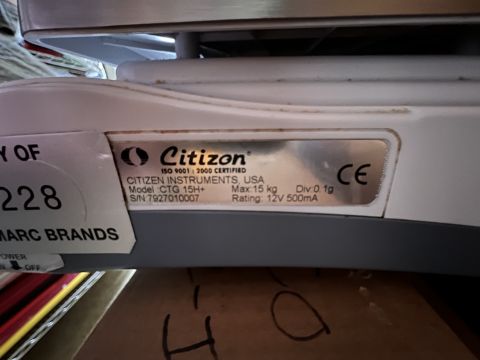 Citizon®
ISO 9001 : 2000 CERTIFIED
CITIZEN INSTRUMENTS, USA
Model :CTG 15H+ Max:15 kg Div:0.1g
S/N:7927010007 Rating: 12V 500mA
CE
Y OF
228
MARC BRANDS
POWER
OFF